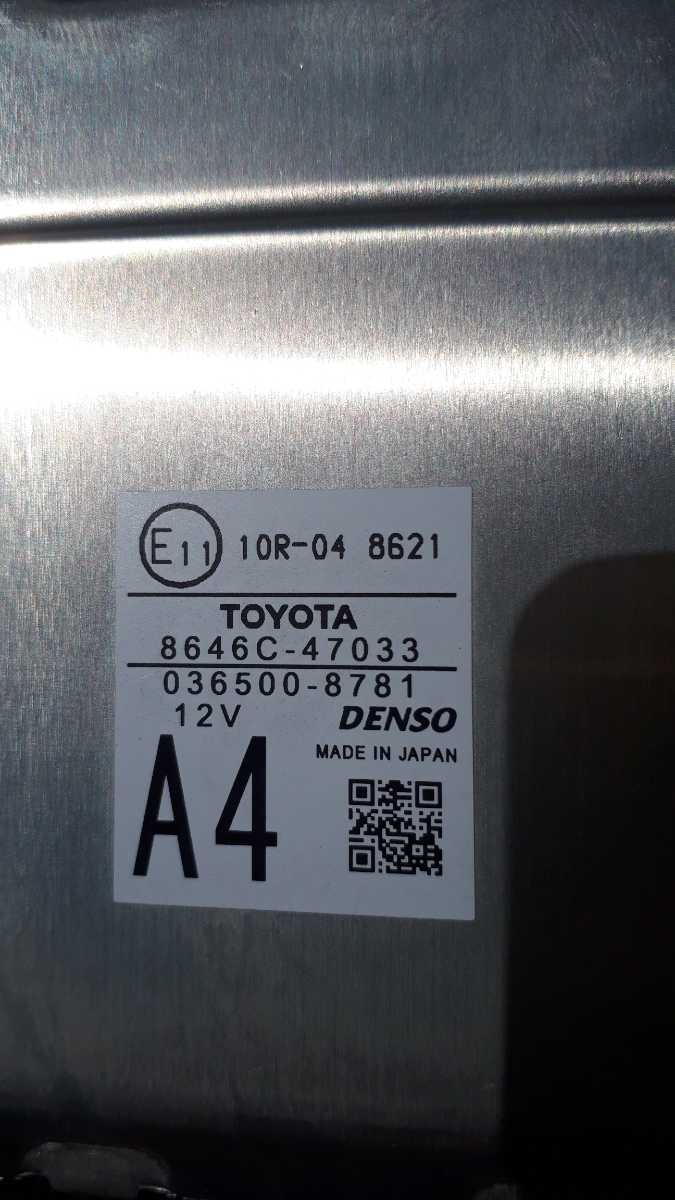 E11 10R-04 8621
TOYOTA
8646C-47033
036500-8781
12V DENSO
MADE IN JAPAN
A4